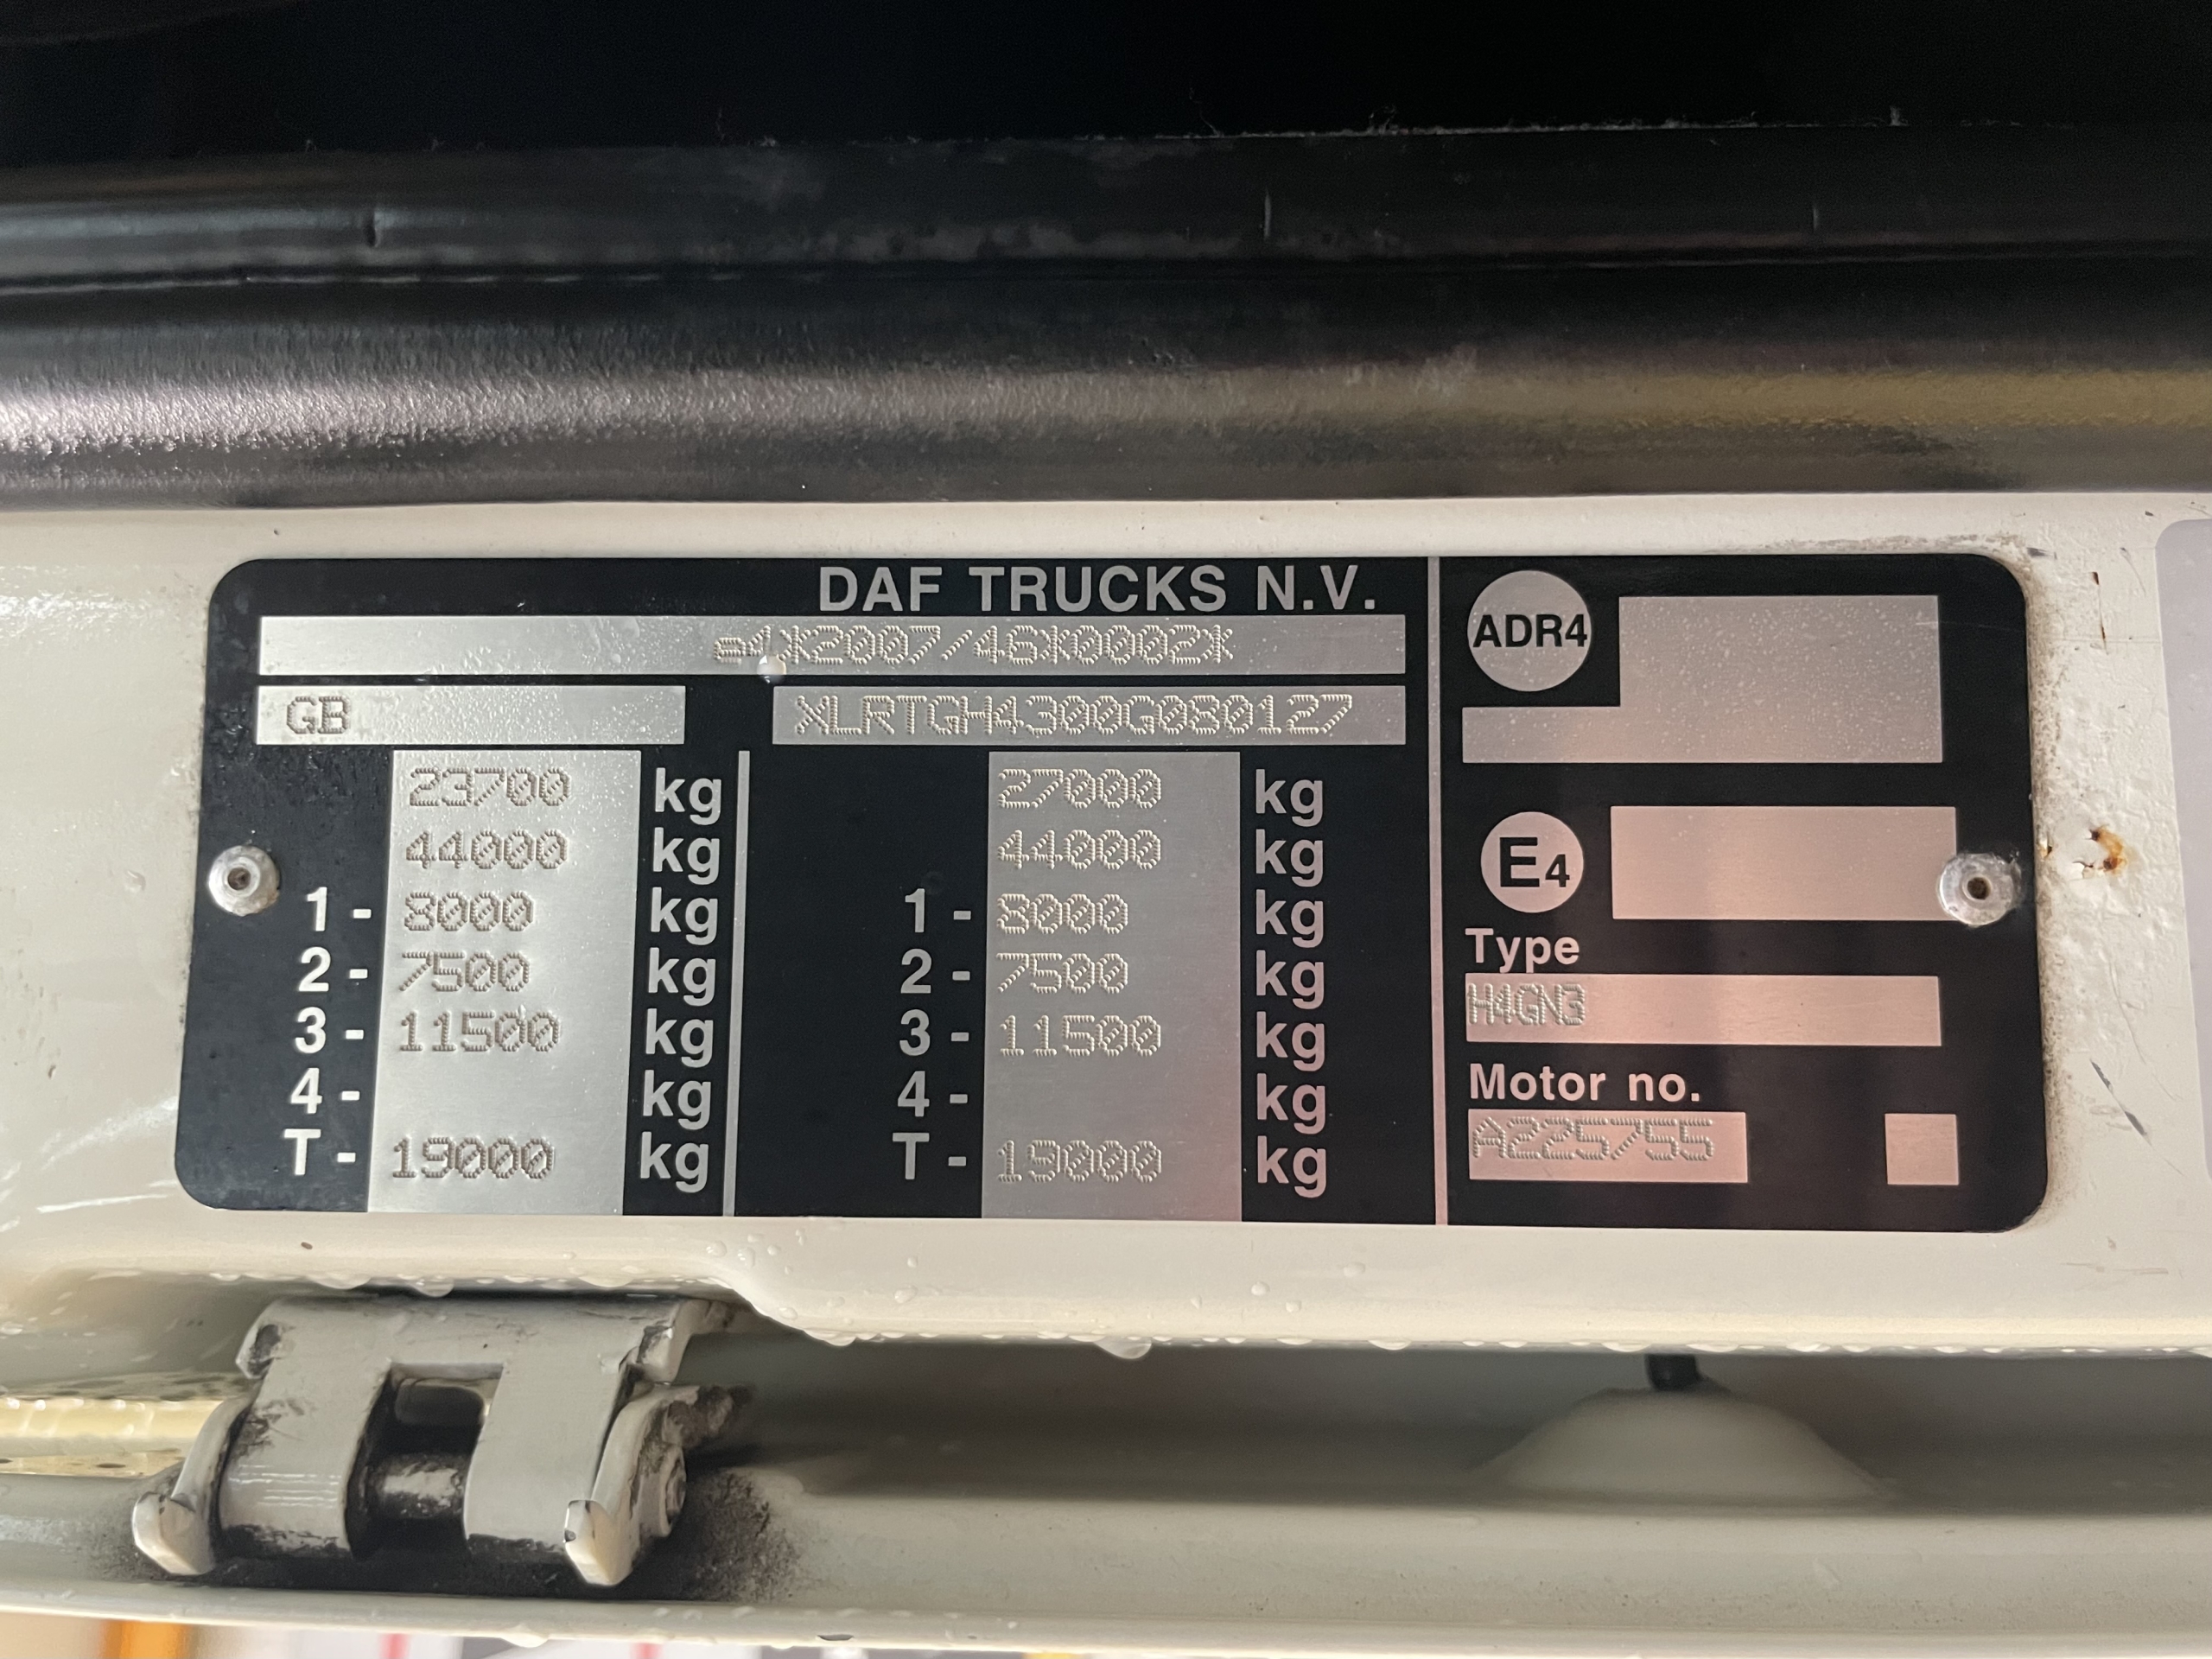 DAF TRUCKS N.V.
e4*2007/46*0002*
GB
XLRTGH4300G080127
23700 kg
44000 kg
1- 8000 kg
2- 7500 kg
3- 11500 kg
4- kg
T- 19000 kg
27000 kg
44000 kg
1- 8000 kg
2- 7500 kg
3- 11500 kg
4- kg
T- 19000 kg
ADR4
E4
Type
H4GN3
Motor no.
A225755